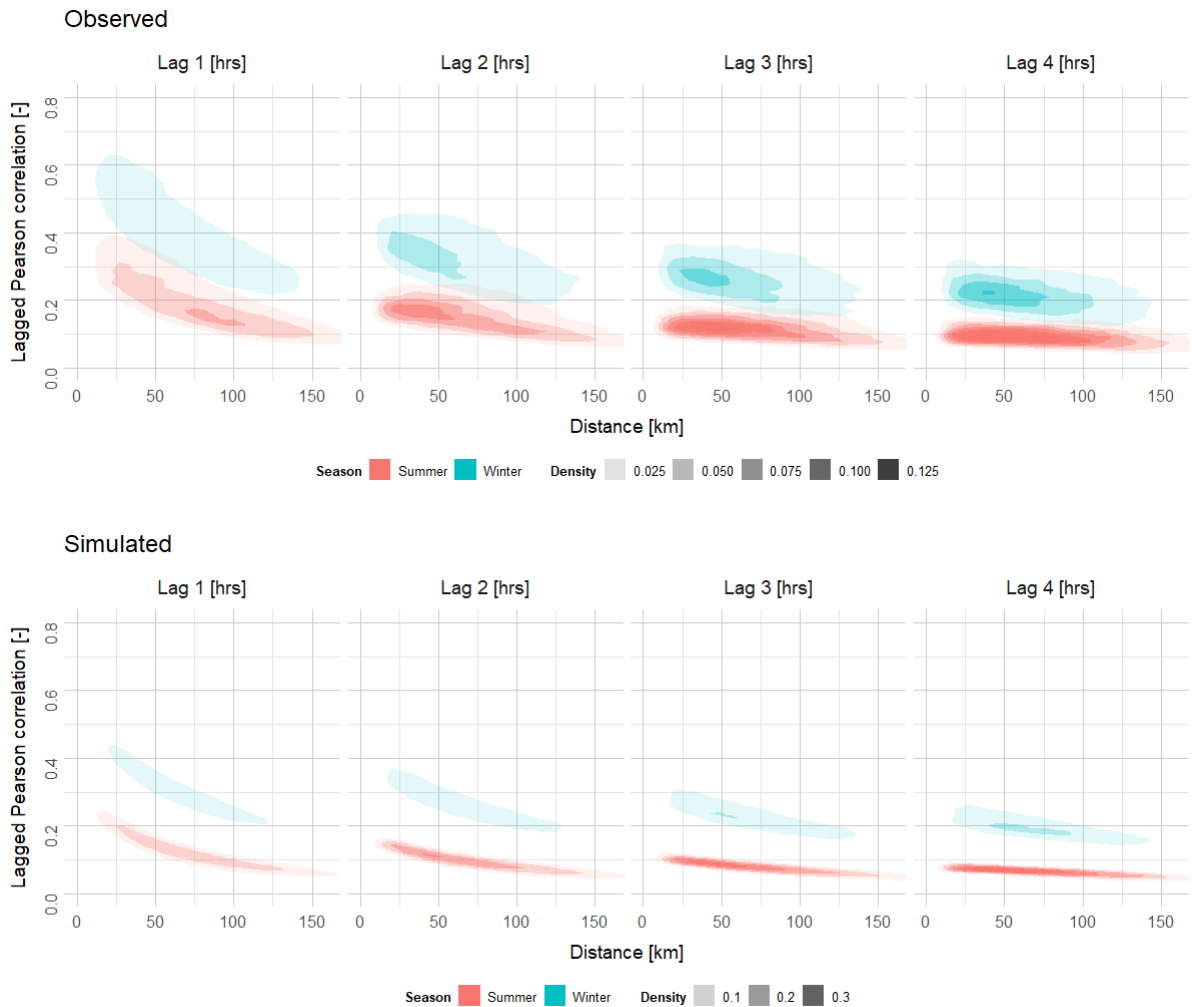 Observed
Lag 1 [hrs] Lag 2 [hrs] Lag 3 [hrs] Lag 4 [hrs]
Lagged Pearson correlation [-]
0.8
0.6
0.4
0.2
0.0
0 50 100 150 0 50 100 150 0 50 100 150 0 50 100 150
Distance [km]
Season Summer Winter Density 0.025 0.050 0.075 0.100 0.125
Simulated
Lag 1 [hrs] Lag 2 [hrs] Lag 3 [hrs] Lag 4 [hrs]
Lagged Pearson correlation [-]
0.8
0.6
0.4
0.2
0.0
0 50 100 150 0 50 100 150 0 50 100 150 0 50 100 150
Distance [km]
Season Summer Winter Density 0.1 0.2 0.3